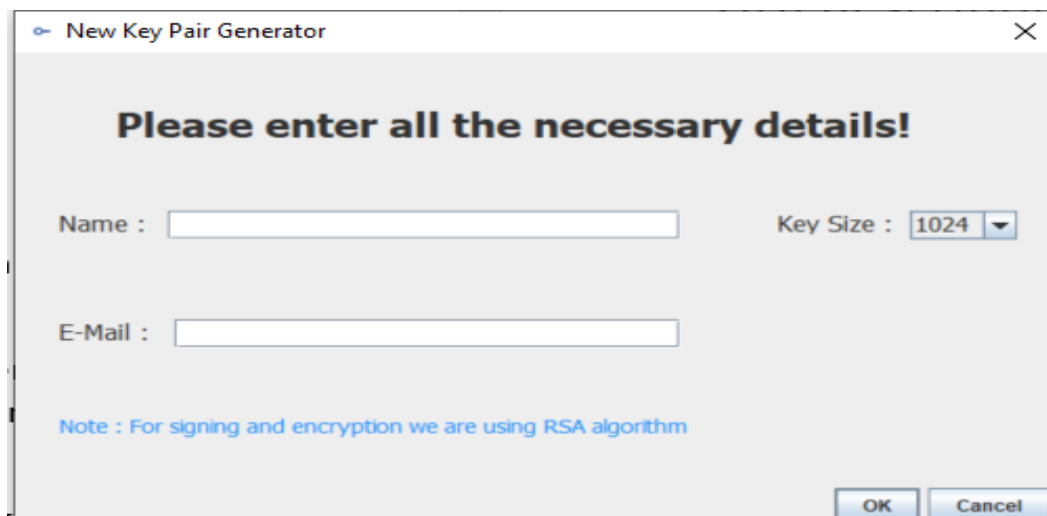 New Key Pair Generator
Please enter all the necessary details!
Name :
Key Size : 1024
E-Mail :
Note : For signing and encryption we are using RSA algorithm
OK Cancel